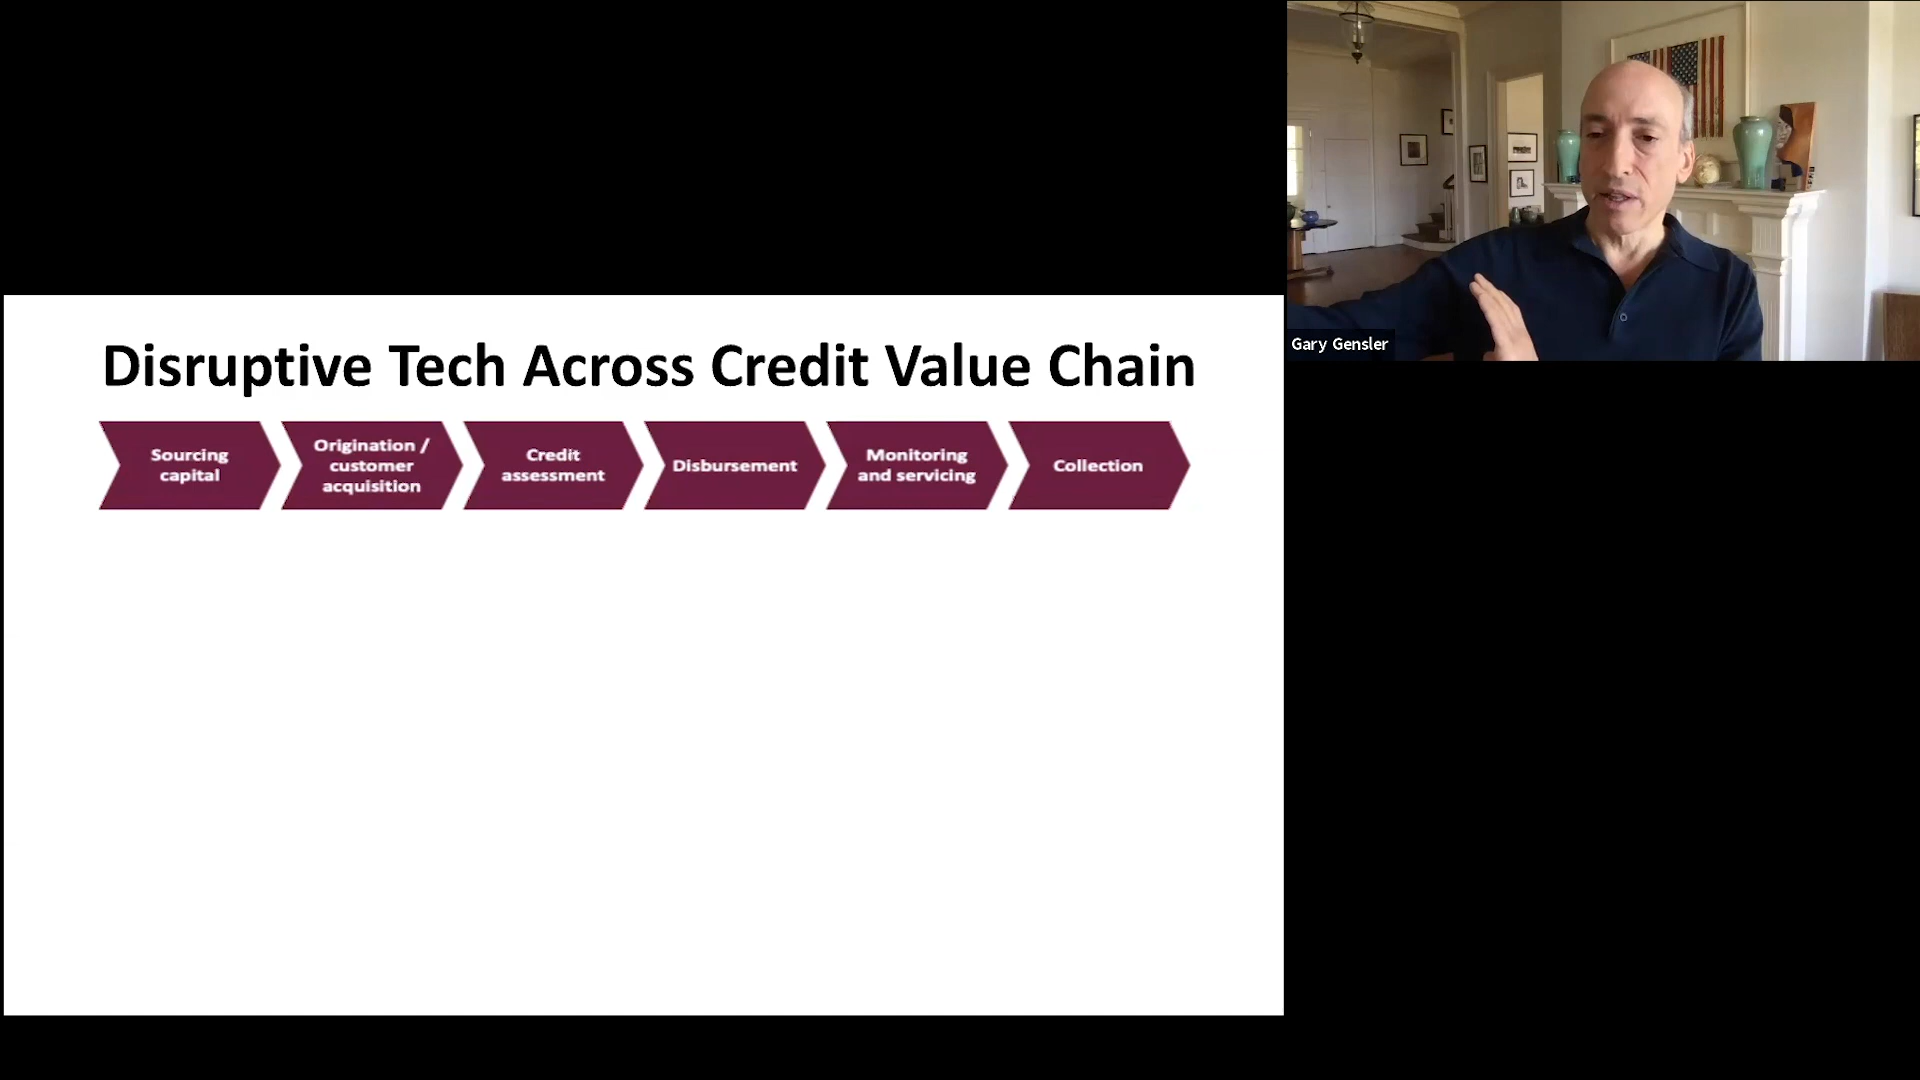 Disruptive Tech Across Credit Value Chain
Sourcing
capital
Origination /
customer
acquisition
Credit
assessment
Disbursement
Monitoring
and servicing
Collection
Gary Gensler